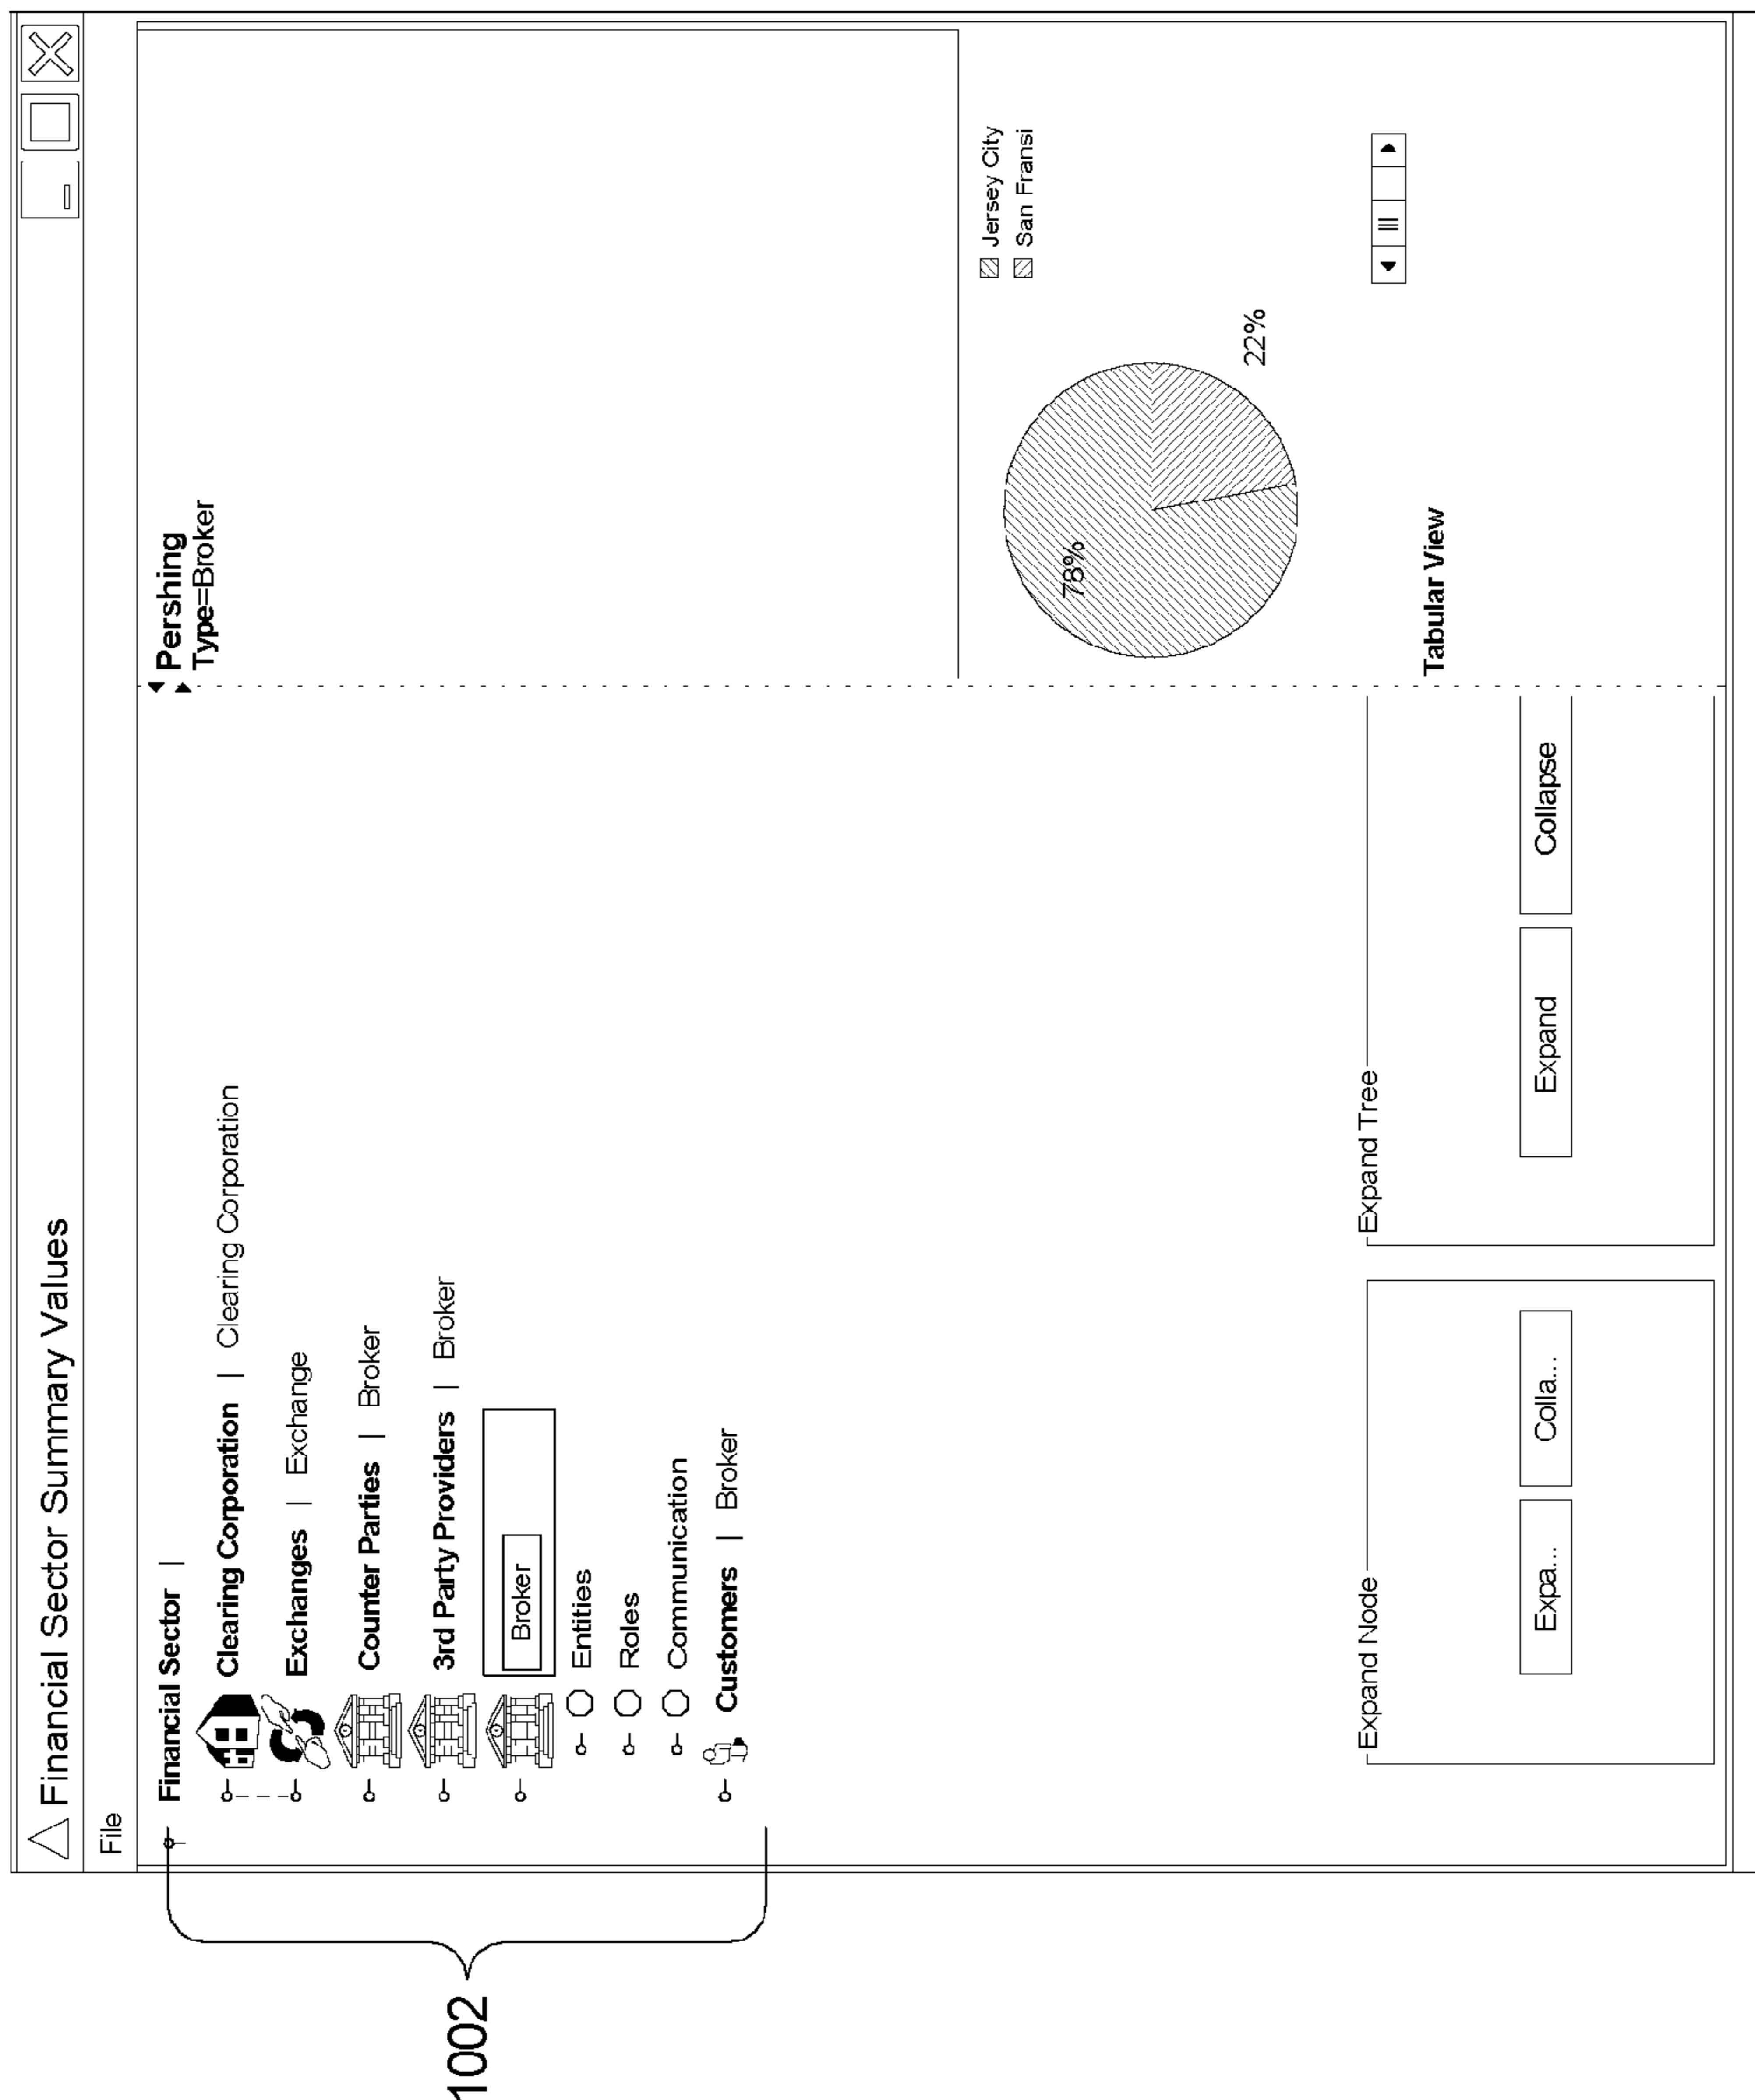 Financial Sector Summary Values
File
Financial Sector |
Clearing Corporation | Clearing Corporation
Exchanges | Exchange
Counter Parties | Broker
3rd Party Providers | Broker
Broker
Entities
Roles
Communication
Customers | Broker
Expand Node
Expa...
Colla...
Expand Tree
Expand
Collapse
Pershing
Type=Broker
78%
22%
Jersey City
San Fransi
Tabular View
1002